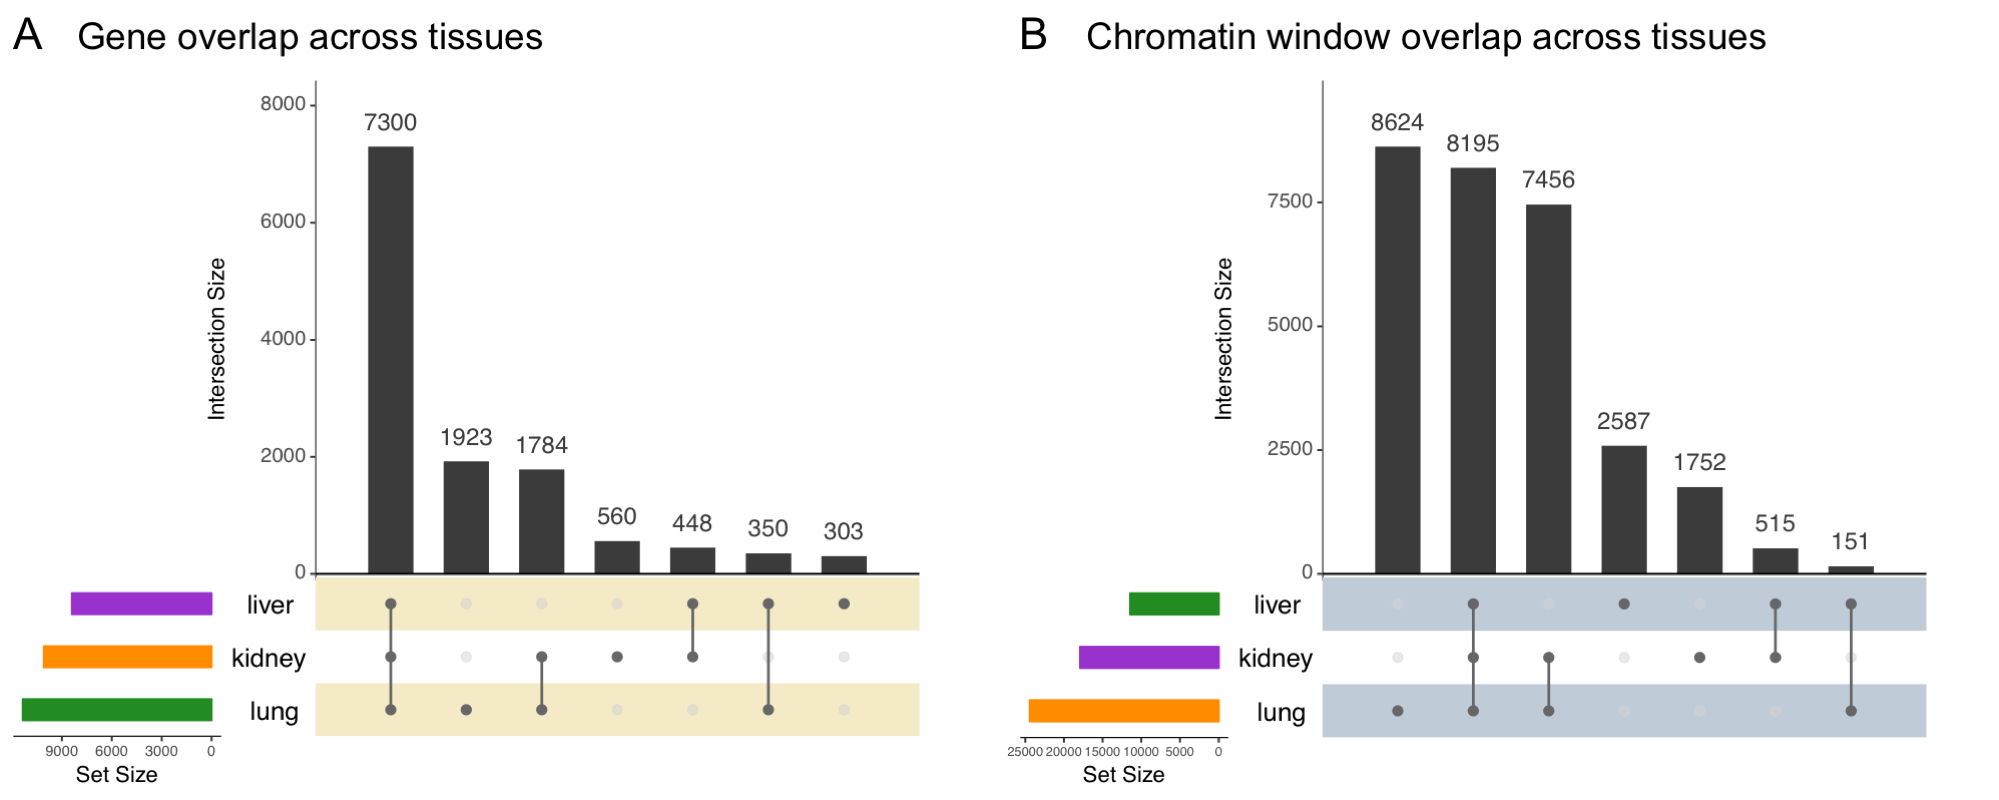 A Gene overlap across tissues
8000
6000
4000
2000
0
Intersection Size
7300
1923
1784
560
448
350
303
liver
kidney
lung
9000 6000 3000 0
Set Size
B Chromatin window overlap across tissues
7500
5000
2500
0
Intersection Size
8624
8195
7456
2587
1752
515
151
liver
kidney
lung
25000 20000 15000 10000 5000 0
Set Size